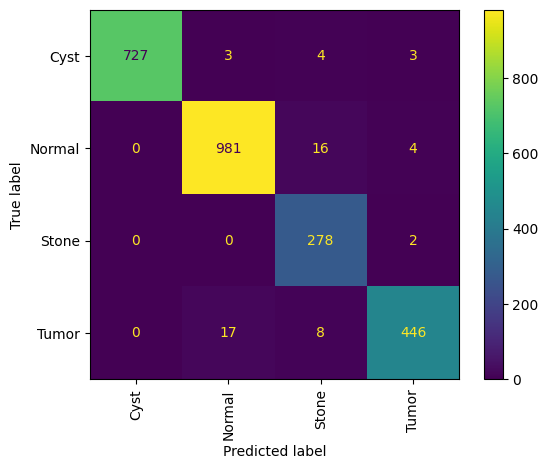 Cyst 727 3 4 3
Normal 0 981 16 4
Stone 0 0 278 2
Tumor 0 17 8 446
True label
Cyst Normal Stone Tumor
Predicted label
800
600
400
200
0